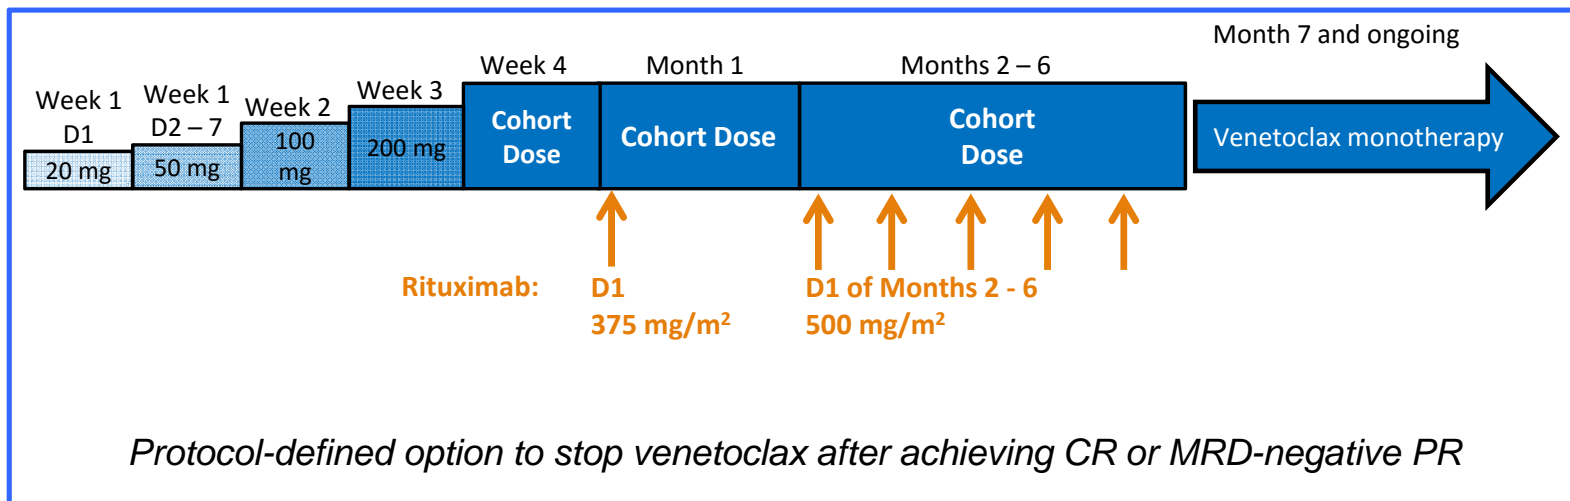 Month 7 and ongoing
Week 4
Month 1
Months 2 – 6
Week 1
D1
Week 1
D2 – 7
Week 2
Week 3
20 mg
50 mg
100
mg
200 mg
Cohort
Dose
Cohort Dose
Cohort
Dose
Venetoclax monotherapy
Rituximab:
D1
375 mg/m²
D1 of Months 2 - 6
500 mg/m²
Protocol-defined option to stop venetoclax after achieving CR or MRD-negative PR